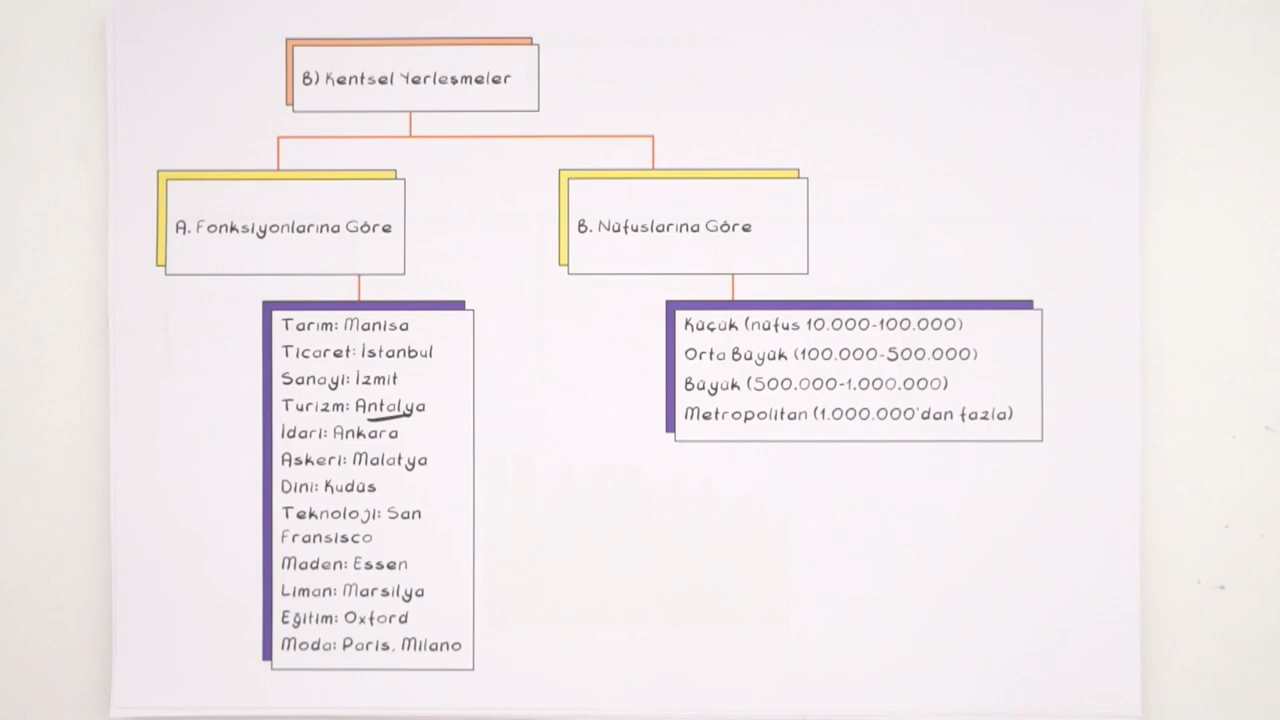 B) Kentsel Yerleşmeler
A. Fonksiyonlarına Göre
B. Nüfuslarına Göre
Tarım: Manisa
Ticaret: İstanbul
Sanayi: İzmit
Turizm: Antalya
İdari: Ankara
Askeri: Malatya
Dini: Kudüs
Teknoloji: San
Fransisco
Maden: Essen
Liman: Marsilya
Eğitim: Oxford
Moda: Paris, Milano
Küçük (nüfus 10.000-100.000)
Orta Büyük (100.000-500.000)
Büyük (500.000-1.000.000)
Metropolitan (1.000.000'dan fazla)